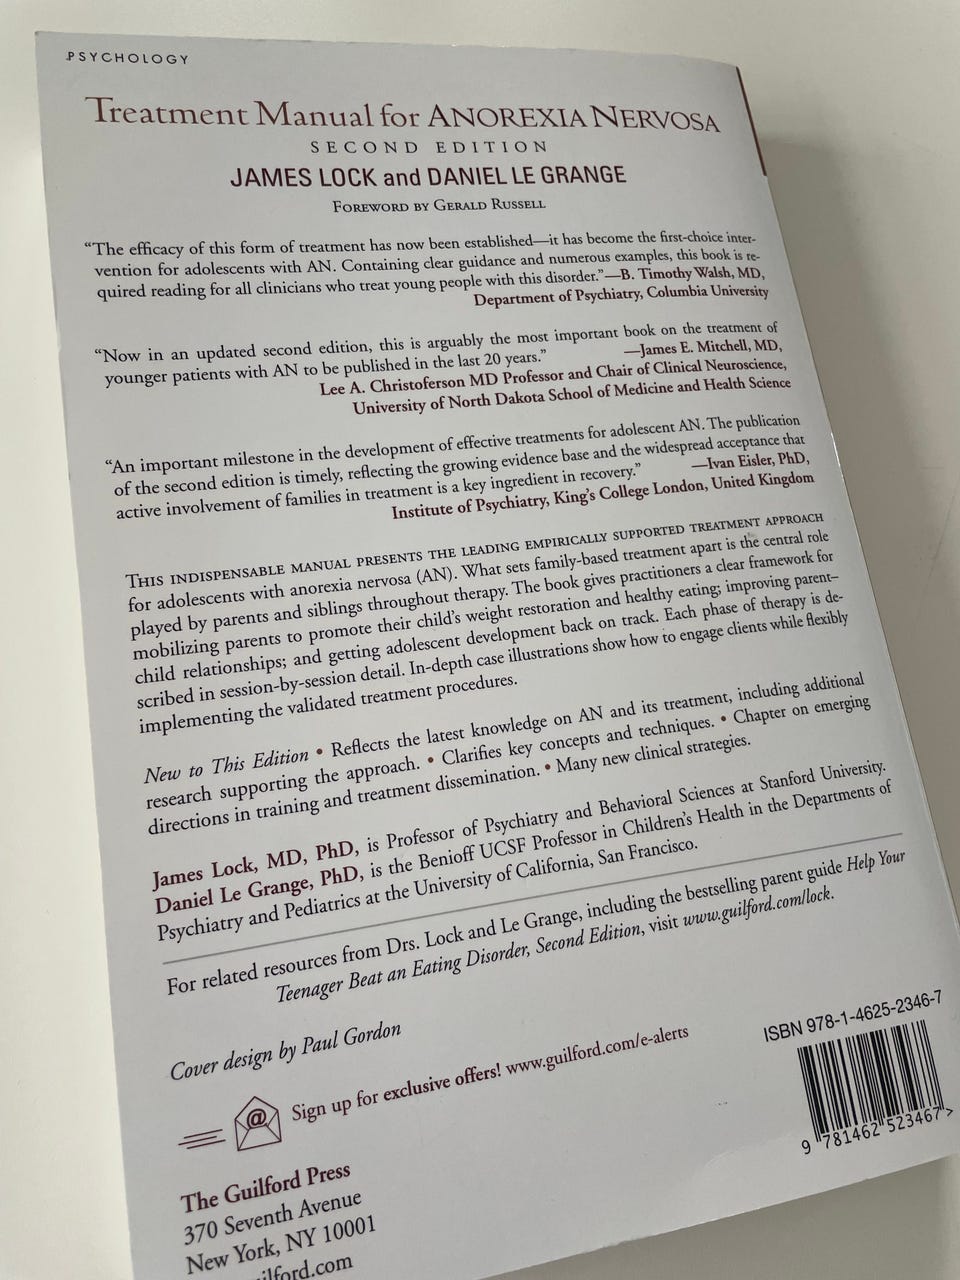 PSYCHOLOGY
Treatment Manual for ANOREXIA NERVOSA
SECOND EDITION
JAMES LOCK and DANIEL LE GRANGE
FOREWORD BY GERALD RUSSELL
“The efficacy of this form of treatment has now been established—it has become the first-choice inter-
vention for adolescents with AN. Containing clear guidance and numerous examples, this book is re-
quired reading for all clinicians who treat young people with this disorder.”—B. Timothy Walsh, MD,
Department of Psychiatry, Columbia University
“Now in an updated second edition, this is arguably the most important book on the treatment of
younger patients with AN to be published in the last 20 years.” —James E. Mitchell, MD,
Lee A. Christoferson MD Professor and Chair of Clinical Neuroscience,
University of North Dakota School of Medicine and Health Science
“An important milestone in the development of effective treatments for adolescent AN. The publication
of the second edition is timely, reflecting the growing evidence base and the widespread acceptance that
active involvement of families in treatment is a key ingredient in recovery.” —Ivan Eisler, PhD,
Institute of Psychiatry, King’s College London, United Kingdom
THIS INDISPENSABLE MANUAL PRESENTS THE LEADING EMPIRICALLY SUPPORTED TREATMENT APPROACH
for adolescents with anorexia nervosa (AN). What sets family-based treatment apart is the central role
played by parents and siblings throughout therapy. The book gives practitioners a clear framework for
mobilizing parents to promote their child’s weight restoration and healthy eating; improving parent–
child relationships; and getting adolescent development back on track. Each phase of therapy is de-
scribed in session-by-session detail. In-depth case illustrations show how to engage clients while flexibly
implementing the validated treatment procedures.
New to This Edition • Reflects the latest knowledge on AN and its treatment, including additional
research supporting the approach. • Clarifies key concepts and techniques. • Chapter on emerging
directions in training and treatment dissemination. • Many new clinical strategies.
James Lock, MD, PhD, is Professor of Psychiatry and Behavioral Sciences at Stanford University.
Daniel Le Grange, PhD, is the Benioff UCSF Professor in Children’s Health in the Departments of
Psychiatry and Pediatrics at the University of California, San Francisco.
For related resources from Drs. Lock and Le Grange, including the bestselling parent guide Help Your
Teenager Beat an Eating Disorder, Second Edition, visit www.guilford.com/lock.
Cover design by Paul Gordon
@ Sign up for exclusive offers! www.guilford.com/e-alerts
ISBN 978-1-4625-2346-7
9 781462 523467 >
The Guilford Press
370 Seventh Avenue
New York, NY 10001